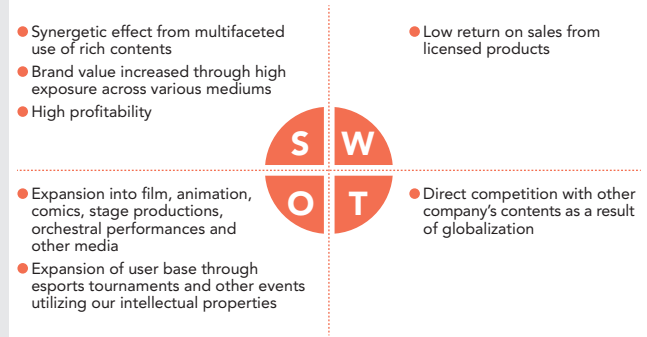 ● Synergetic effect from multifaceted
use of rich contents
● Brand value increased through high
exposure across various mediums
● High profitability
● Low return on sales from
licensed products
S W
O T
● Expansion into film, animation,
comics, stage productions,
orchestral performances and
other media
● Expansion of user base through
esports tournaments and other events
utilizing our intellectual properties
● Direct competition with other
company's contents as a result
of globalization